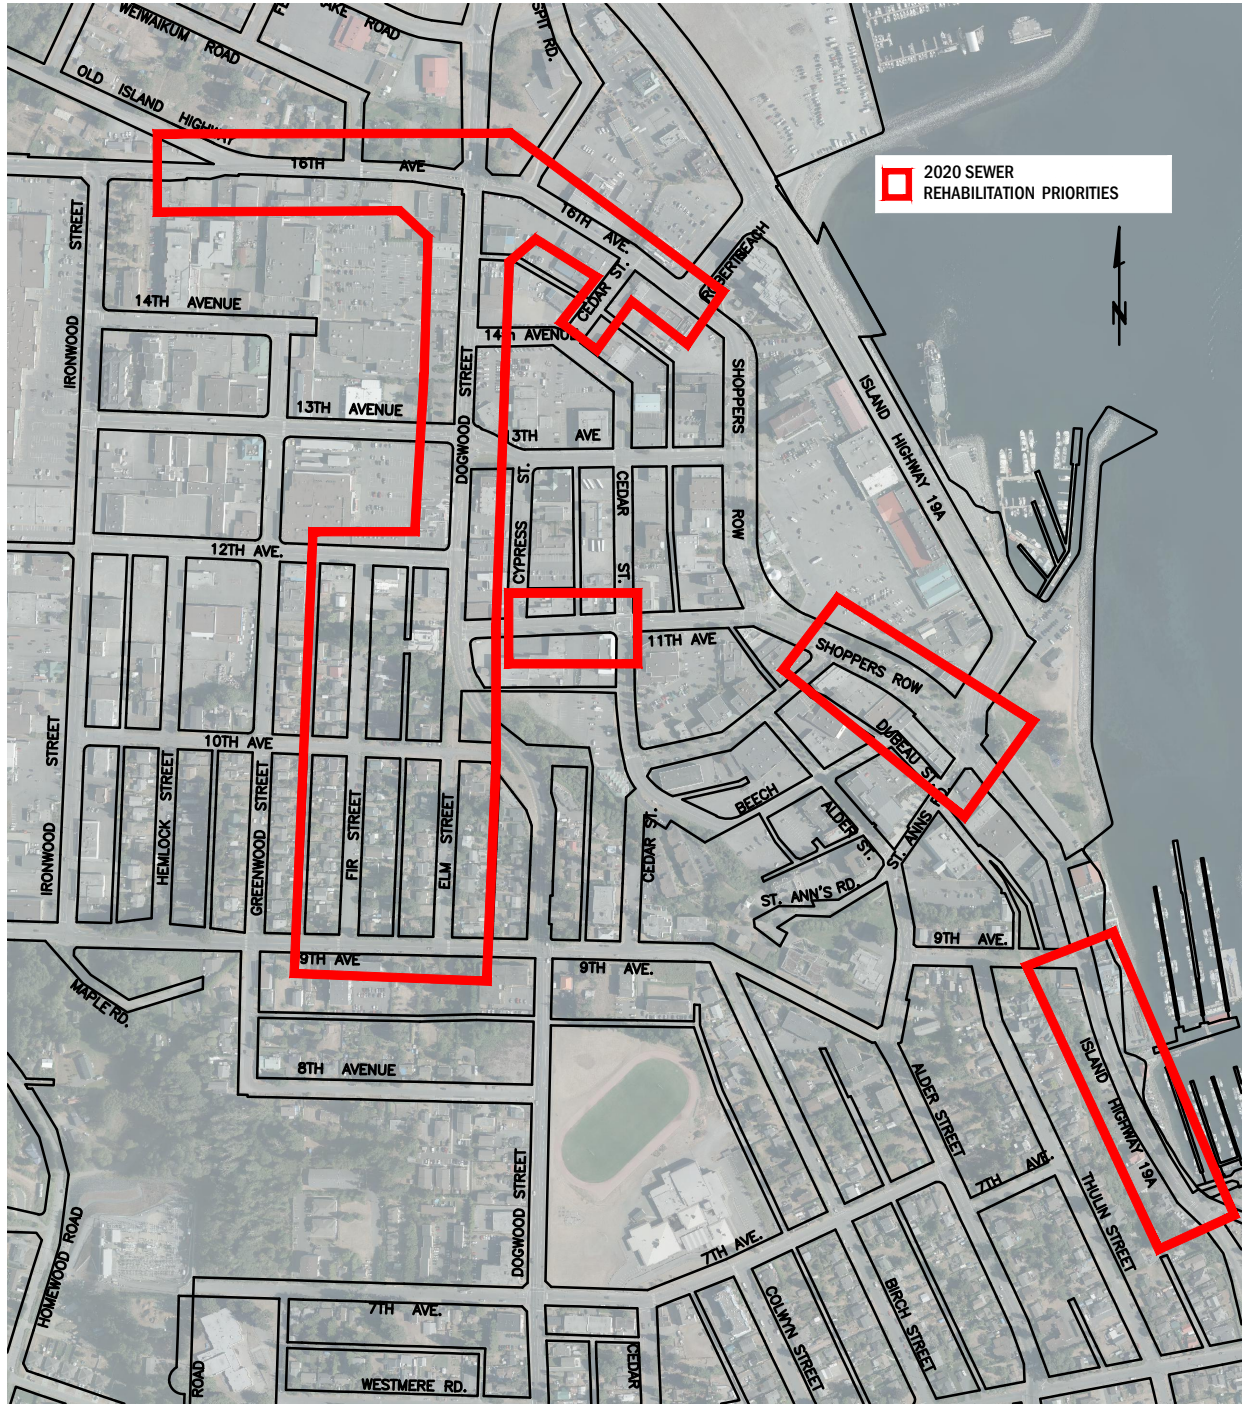 WEIWAIKUM ROAD
LAKE ROAD
SPIT RD.
OLD ISLAND HIGHWAY
16TH AVE
2020 SEWER
REHABILITATION PRIORITIES
N
IRONWOOD STREET
16TH AVE.
ROBERTS REACH
CEDAR ST.
14TH AVENUE
14TH AVENUE
DOGWOOD STREET
SHOPPERS ROW
ISLAND HIGHWAY 19A
13TH AVENUE
13TH AVE
CYPRESS ST.
CEDAR ST.
12TH AVE.
11TH AVE
SHOPPERS ROW
IRONWOOD STREET
10TH AVE
DUBEAU ST.
HEMLOCK STREET
GREENWOOD STREET
FIR STREET
ELM STREET
BEECH
ALDER ST.
ST. ANNS
CEDAR ST.
ST. ANN'S RD.
9TH AVE
9TH AVE.
9TH AVE.
MAPLE RD.
8TH AVENUE
ISLAND HIGHWAY 19A
ALDER STREET
7TH AVE.
THULIN STREET
HOMEWOOD ROAD
DOGWOOD STREET
7TH AVE.
COLWYN STREET
BIRCH STREET
7TH AVE.
ROAD
WESTMERE RD.
CEDAR